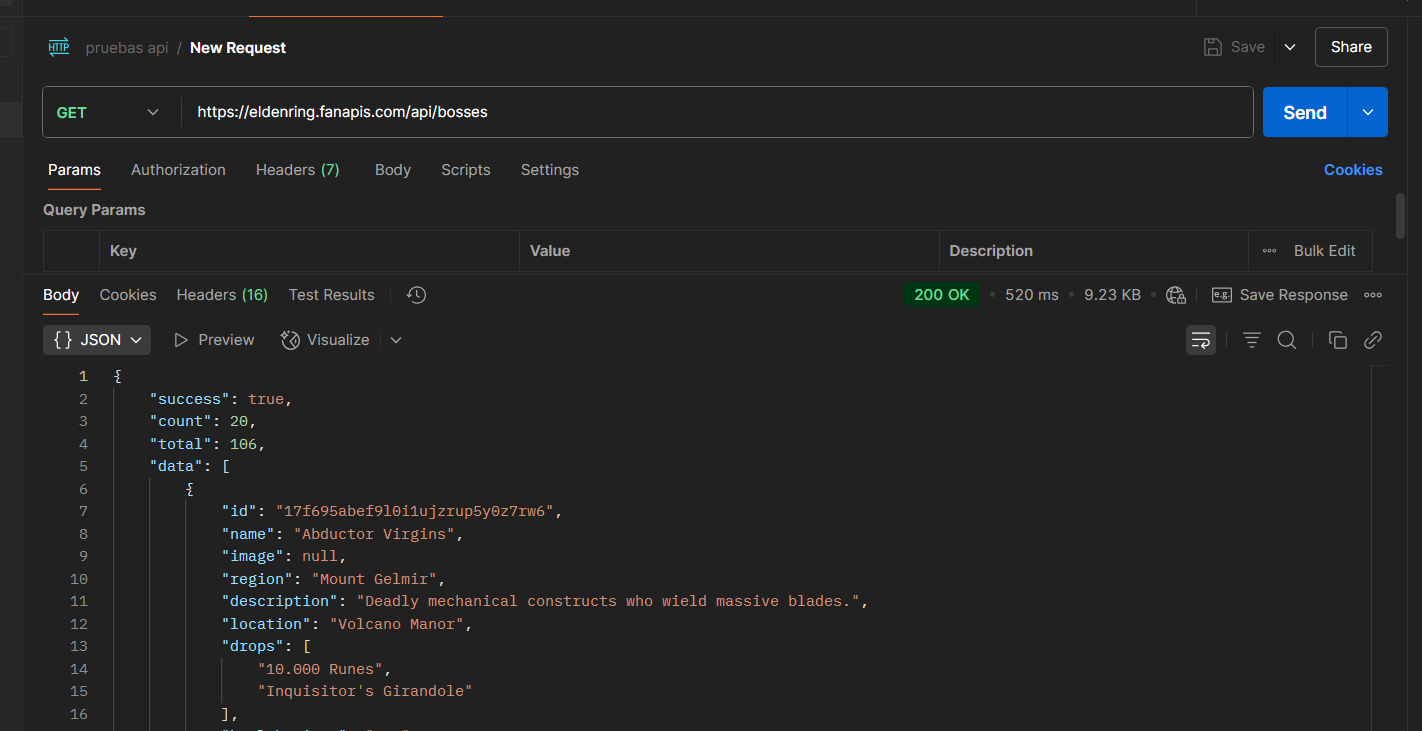 HTTP pruebas api / New Request Save Share
GET https://eldenring.fanapis.com/api/bosses Send
Params Authorization Headers (7) Body Scripts Settings Cookies
Query Params
Key Value Description Bulk Edit
Body Cookies Headers (16) Test Results 200 OK • 520 ms • 9.23 KB • e.g. Save Response
{} JSON Preview Visualize
1 {
2 "success": true,
3 "count": 20,
4 "total": 106,
5 "data": [
6 {
7 "id": "17f695abef9l0i1ujzrup5y0z7rw6",
8 "name": "Abductor Virgins",
9 "image": null,
10 "region": "Mount Gelmir",
11 "description": "Deadly mechanical constructs who wield massive blades.",
12 "location": "Volcano Manor",
13 "drops": [
14 "10.000 Runes",
15 "Inquisitor's Girandole"
16 ],